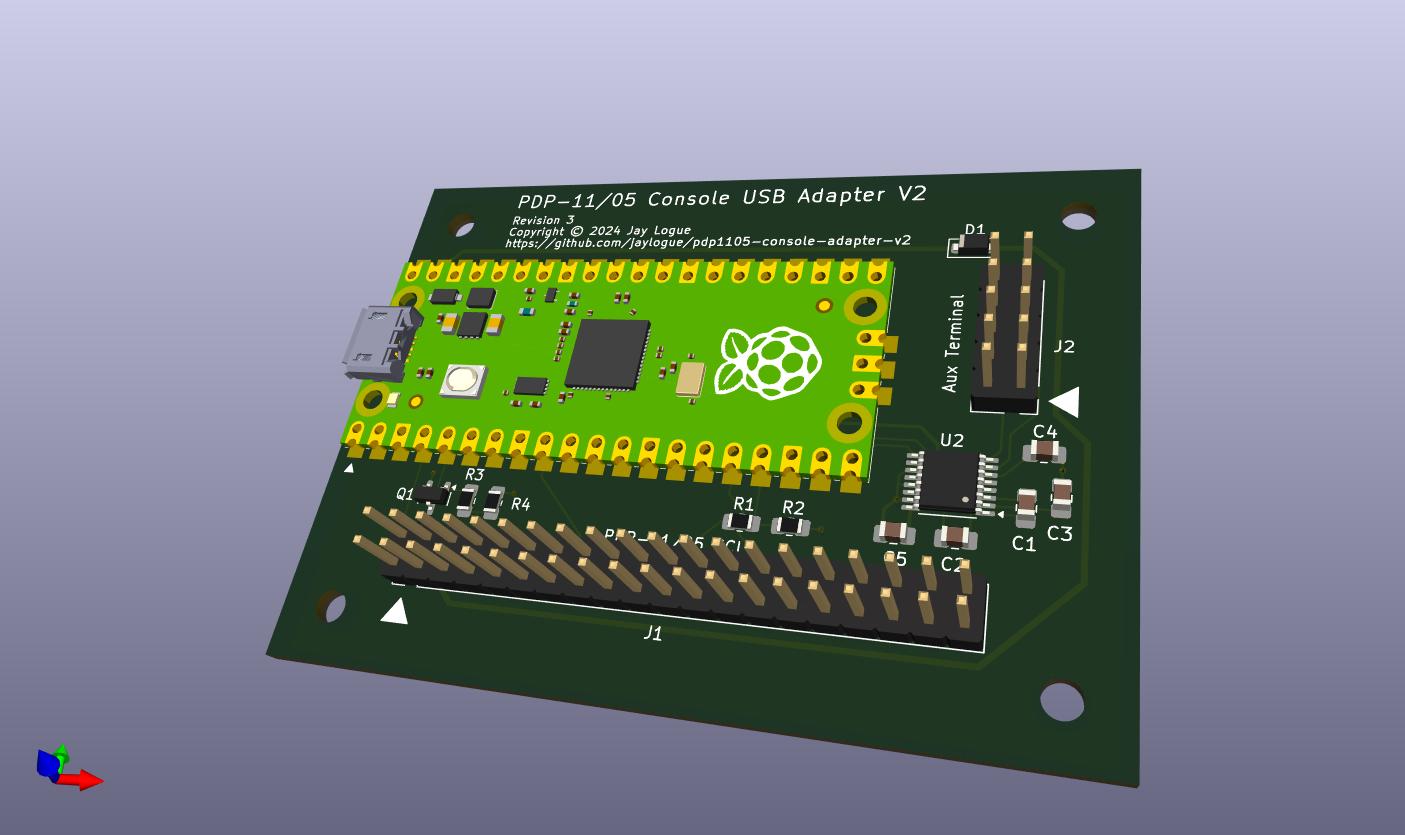 PDP-11/05 Console USB Adapter V2
Revision 3
Copyright © 2024 Jay Logue
https://github.com/jaylogue/pdp1105-console-adapter-v2
D1
Aux Terminal
J2
U2
C4
R3
Q1
R4
R1
R2
C1
C3
C2
J1